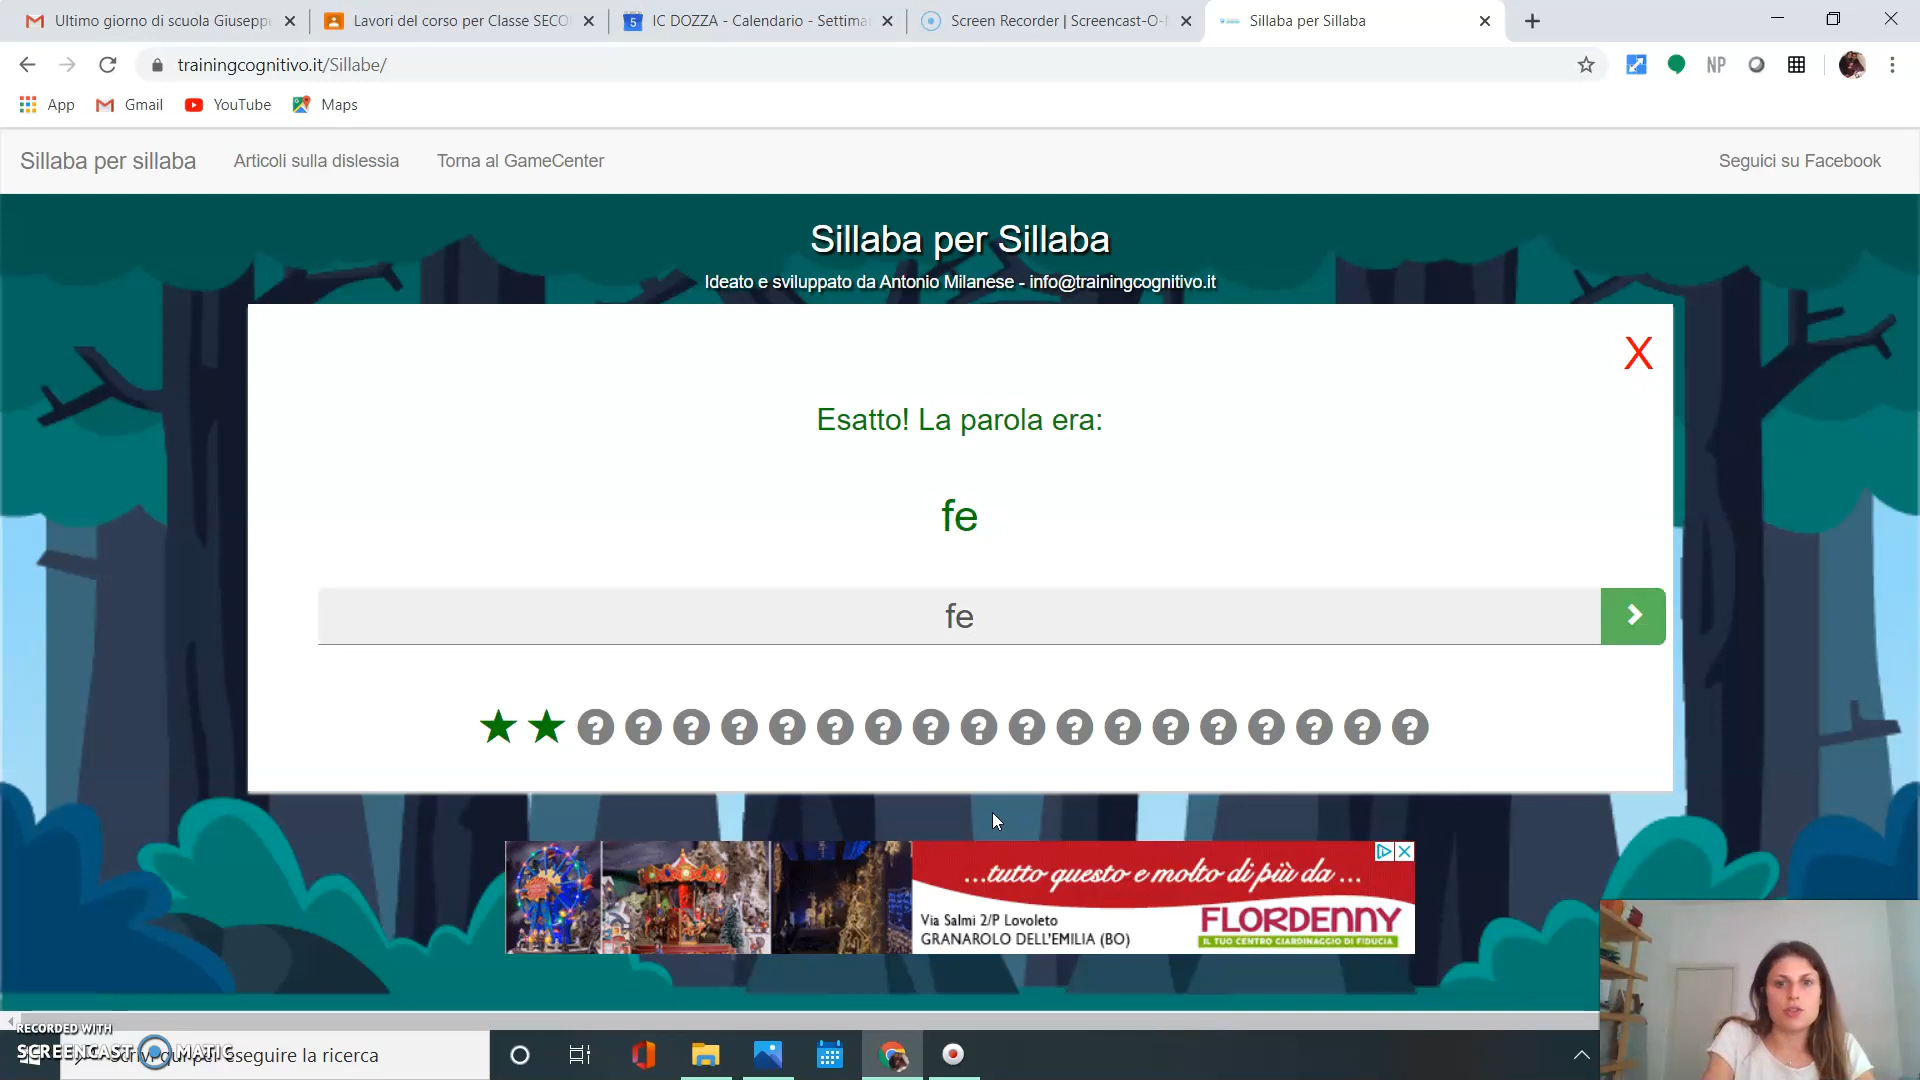 Ultimo giorno di scuola Giuseppe
Lavori del corso per Classe SECO
IC DOZZA - Calendario - Settima
Screen Recorder | Screencast-O-
Sillaba per Sillaba
trainingcognitivo.it/Sillabe/
NP
App
Gmail
YouTube
Maps
Sillaba per sillaba
Articoli sulla dislessia
Torna al GameCenter
Seguici su Facebook
Sillaba per Sillaba
Ideato e sviluppato da Antonio Milanese - info@trainingcognitivo.it
X
Esatto! La parola era:
fe
fe
...tutto questo e molto di più da ...
Via Salmi 2/P Lovoleto
GRANAROLO DELL'EMILIA (BO)
FLORDENNY
IL TUO CENTRO GIARDINAGGIO DI FIDUCIA
RECORDED WITH
SCREENCAST MATIC
Scrivi qui per eseguire la ricerca